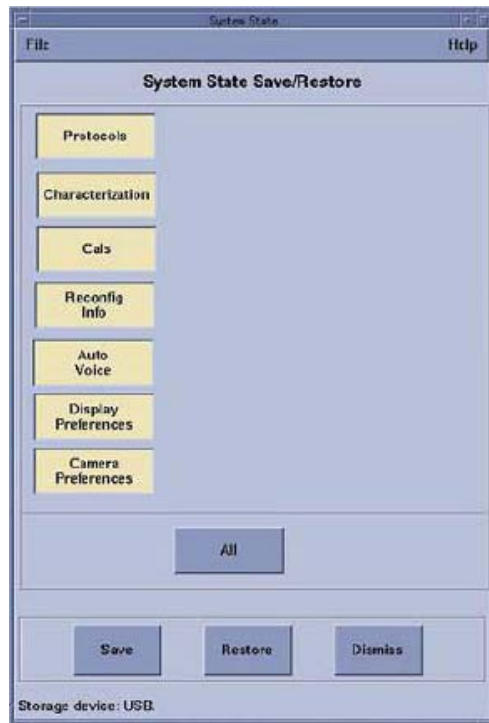 System State
File Help
System State Save/Restore
Protocols
Characterization
Cals
Reconfig
Info
Auto
Voice
Display
Preferences
Camera
Preferences
All
Save Restore Dismiss
Storage device: USB.